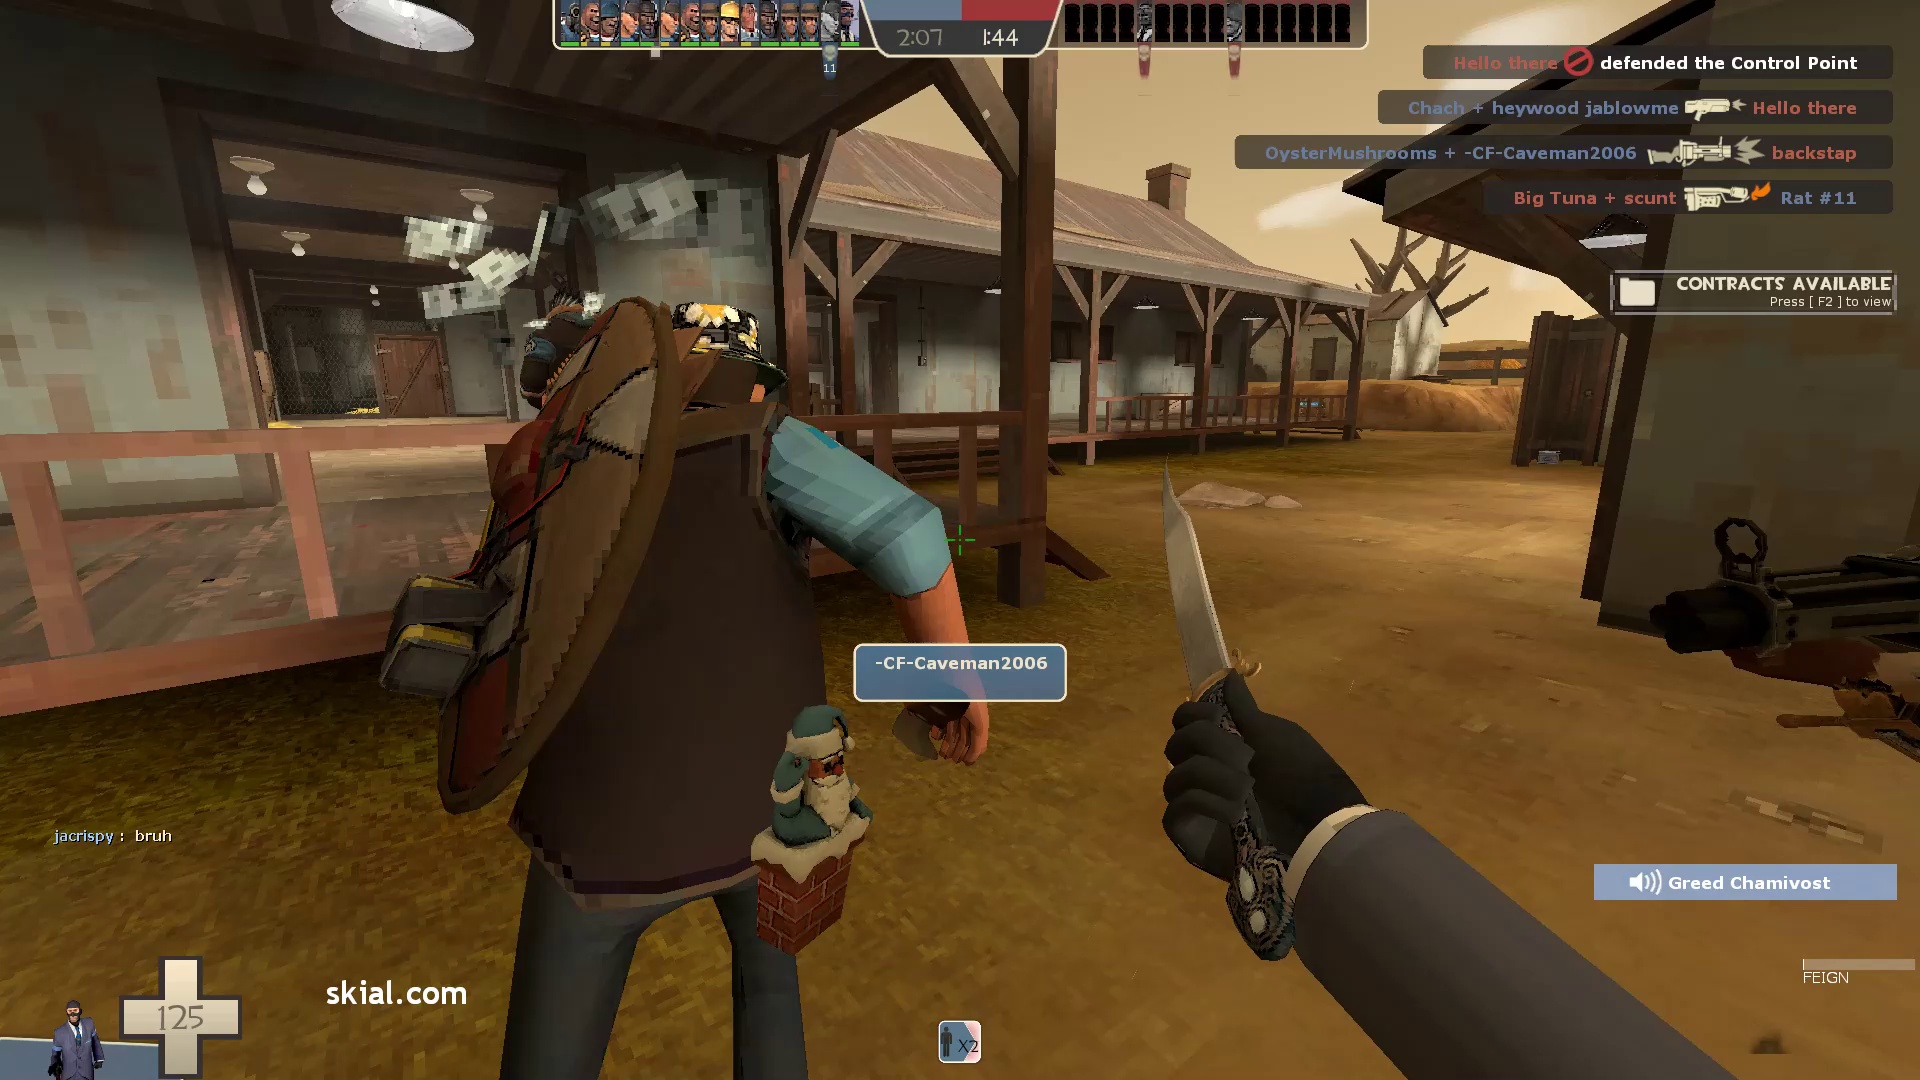 2:07
1:44
11
Hello there defended the Control Point
Chach + heywood jablowme Hello there
OysterMushrooms + -CF-Caveman2006 backstap
Big Tuna + scunt Rat #11
CONTRACTS AVAILABLE
Press [ F2 ] to view
-CF-Caveman2006
jacrispy : bruh
Greed Chamivost
FEIGN
skial.com
125
X2